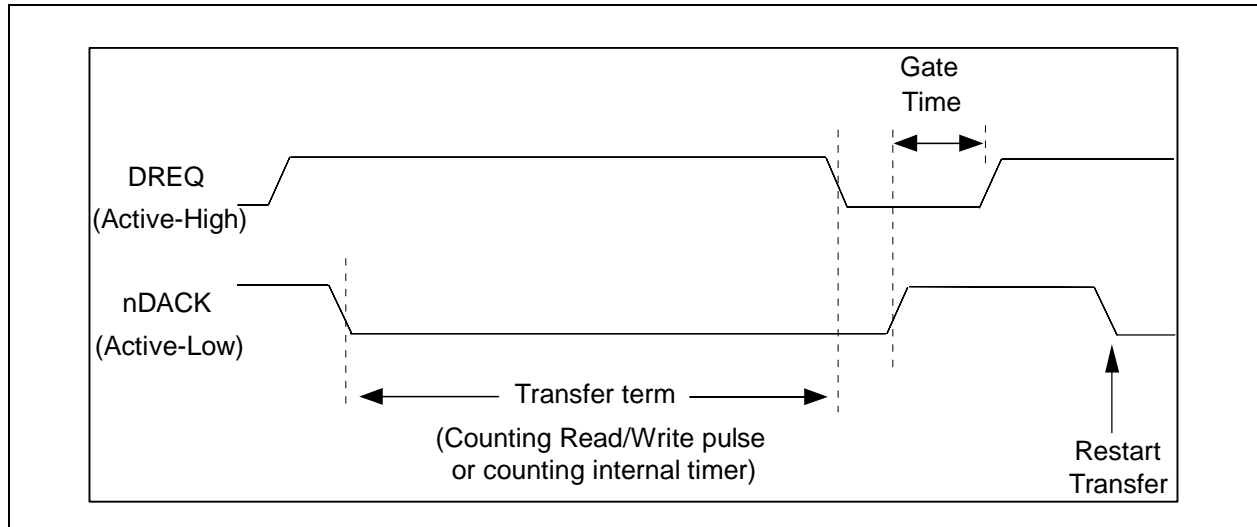 Gate
Time
DREQ
(Active-High)
nDACK
(Active-Low)
Transfer term
(Counting Read/Write pulse
or counting internal timer)
Restart
Transfer